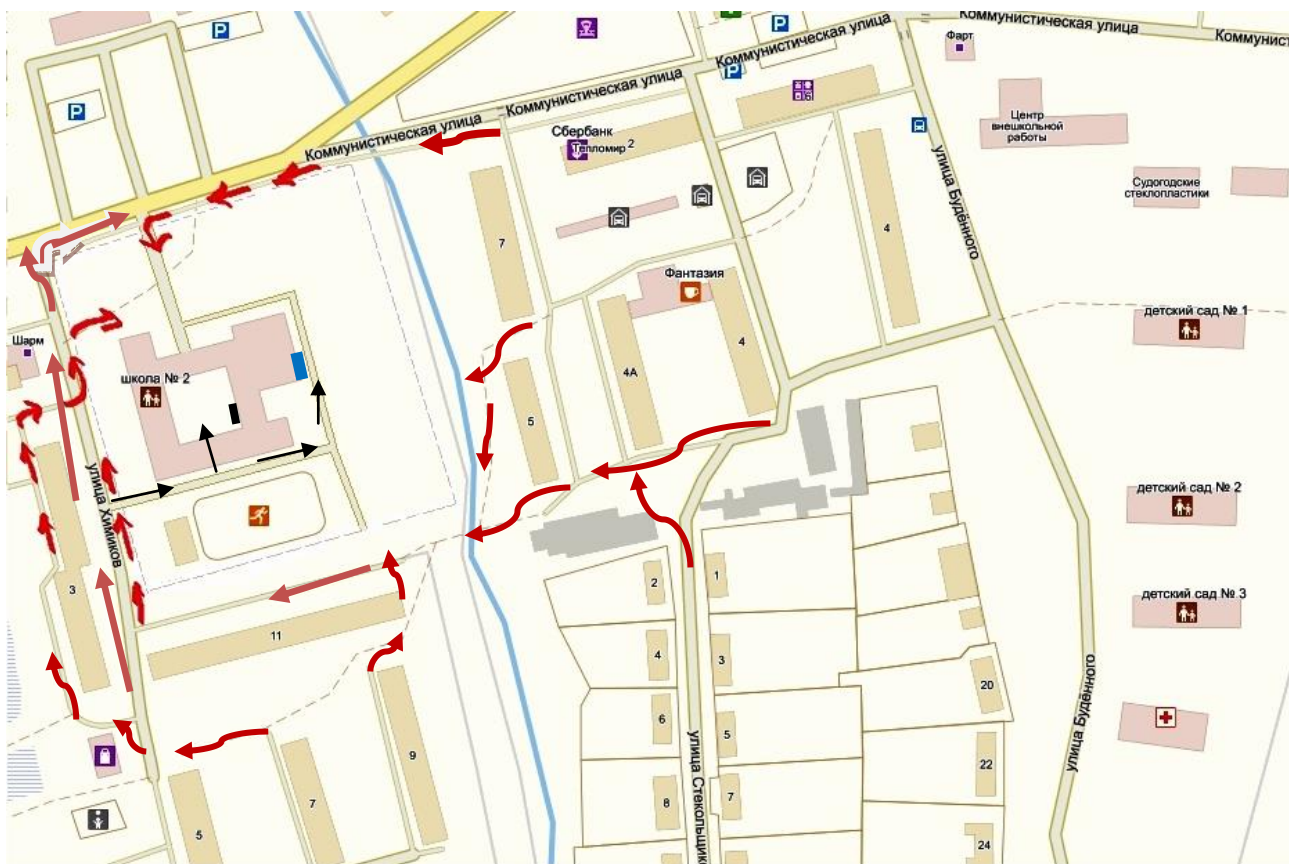 Коммунистическая улица
Коммунист
Коммунистическая улица
Коммунистическая улица
Коммунистическая улица
P
P
P
P
Фарт
6
Сбербанк
Тепломир 2
Центр
внешкольной
работы
Судогодские
стеклопластики
улица Будённого
7
4
Фантазия
детский сад № 1
Шарм
школа № 2
4А
4
5
улица Химиков
детский сад № 2
3
2
1
детский сад № 3
11
4
3
20
6
5
улица Будённого
9
улица Стекольщико
22
8
7
7
5
24